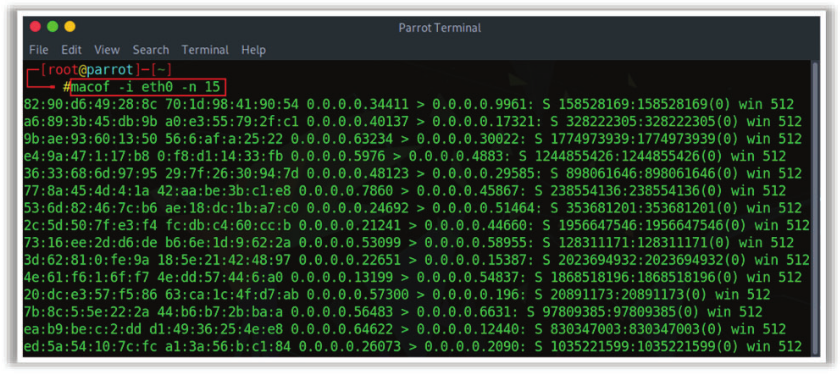 Parrot Terminal
File Edit View Search Terminal Help
[root@parrot]─[~]
#macof -i eth0 -n 15
82:90:d6:49:28:8c 70:1d:98:41:90:54 0.0.0.0.34411 > 0.0.0.0.9961: S 158528169:158528169(0) win 512
a6:89:3b:45:db:9b a0:e3:55:79:2f:c1 0.0.0.0.40137 > 0.0.0.0.17321: S 328222305:328222305(0) win 512
9b:ae:93:60:13:50 56:6:af:a:25:22 0.0.0.0.63234 > 0.0.0.0.30022: S 1774973939:1774973939(0) win 512
e4:9a:47:1:17:b8 0:f8:d1:14:33:fb 0.0.0.0.5976 > 0.0.0.0.4883: S 1244855426:1244855426(0) win 512
36:33:68:6d:97:95 29:7f:26:30:94:7d 0.0.0.0.48123 > 0.0.0.0.29585: S 898061646:898061646(0) win 512
77:8a:45:4d:4:1a 42:aa:be:3b:c1:e8 0.0.0.0.7860 > 0.0.0.0.45867: S 238554136:238554136(0) win 512
53:6d:82:46:7c:b6 ae:18:dc:1b:a7:c0 0.0.0.0.24692 > 0.0.0.0.51464: S 353681201:353681201(0) win 512
2c:5d:50:7f:e3:f4 fc:db:c4:60:cc:b 0.0.0.0.21241 > 0.0.0.0.44660: S 1956647546:1956647546(0) win 512
73:16:ee:2d:d6:de b6:6e:1d:9:62:2a 0.0.0.0.53099 > 0.0.0.0.58955: S 128311171:128311171(0) win 512
3d:62:81:0:fe:9a 18:5e:21:42:48:97 0.0.0.0.22651 > 0.0.0.0.15387: S 2023694932:2023694932(0) win 512
4e:61:f6:1:6f:f7 4e:dd:57:44:6:a0 0.0.0.0.13199 > 0.0.0.0.54837: S 1868518196:1868518196(0) win 512
20:dc:e3:57:f5:86 63:ca:1c:4f:d7:ab 0.0.0.0.57300 > 0.0.0.0.196: S 20891173:20891173(0) win 512
7b:8c:5:5e:22:2a 44:b6:b7:2b:ba:a 0.0.0.0.56483 > 0.0.0.0.6631: S 97809385:97809385(0) win 512
ea:b9:be:c:2:dd d1:49:36:25:4e:e8 0.0.0.0.64622 > 0.0.0.0.12440: S 830347003:830347003(0) win 512
ed:5a:54:10:7c:fc a1:3a:56:b:c1:84 0.0.0.0.26073 > 0.0.0.0.2090: S 1035221599:1035221599(0) win 512